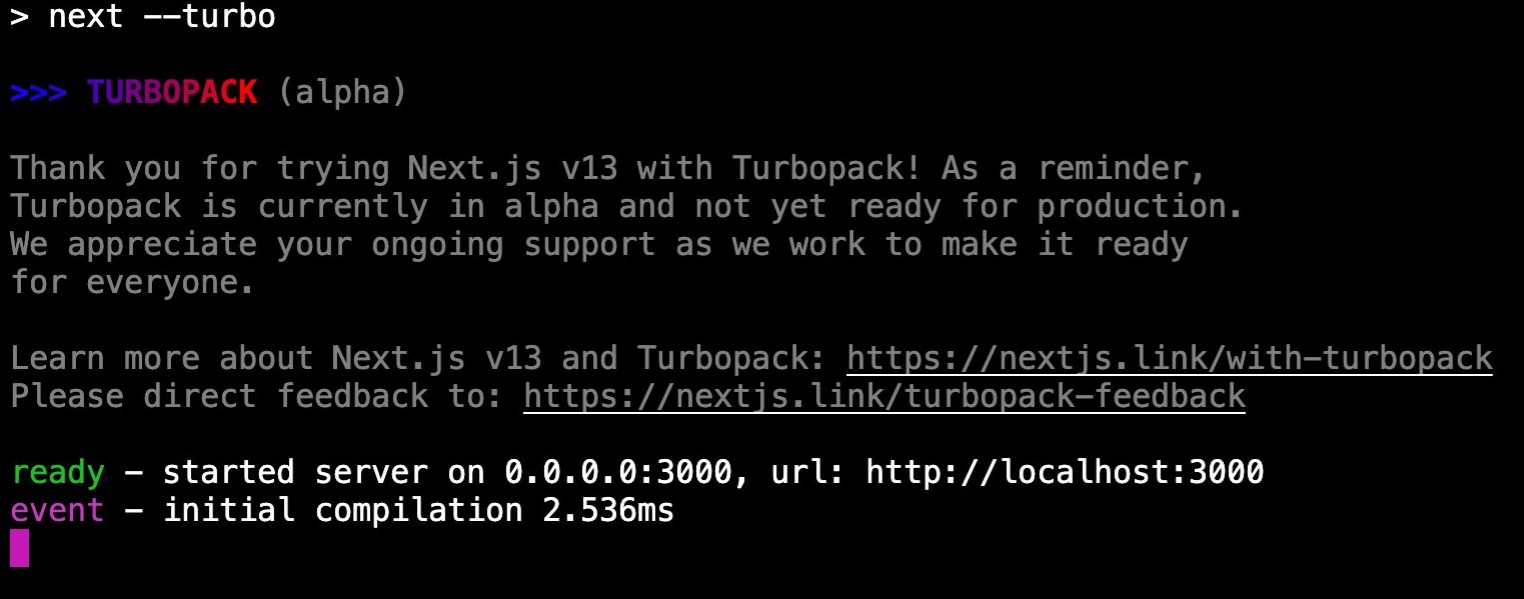 > next --turbo
>>> TURBOPACK (alpha)
Thank you for trying Next.js v13 with Turbopack! As a reminder,
Turbopack is currently in alpha and not yet ready for production.
We appreciate your ongoing support as we work to make it ready
for everyone.
Learn more about Next.js v13 and Turbopack: https://nextjs.link/with-turbopack
Please direct feedback to: https://nextjs.link/turbopack-feedback
ready - started server on 0.0.0.0:3000, url: http://localhost:3000
event - initial compilation 2.536ms